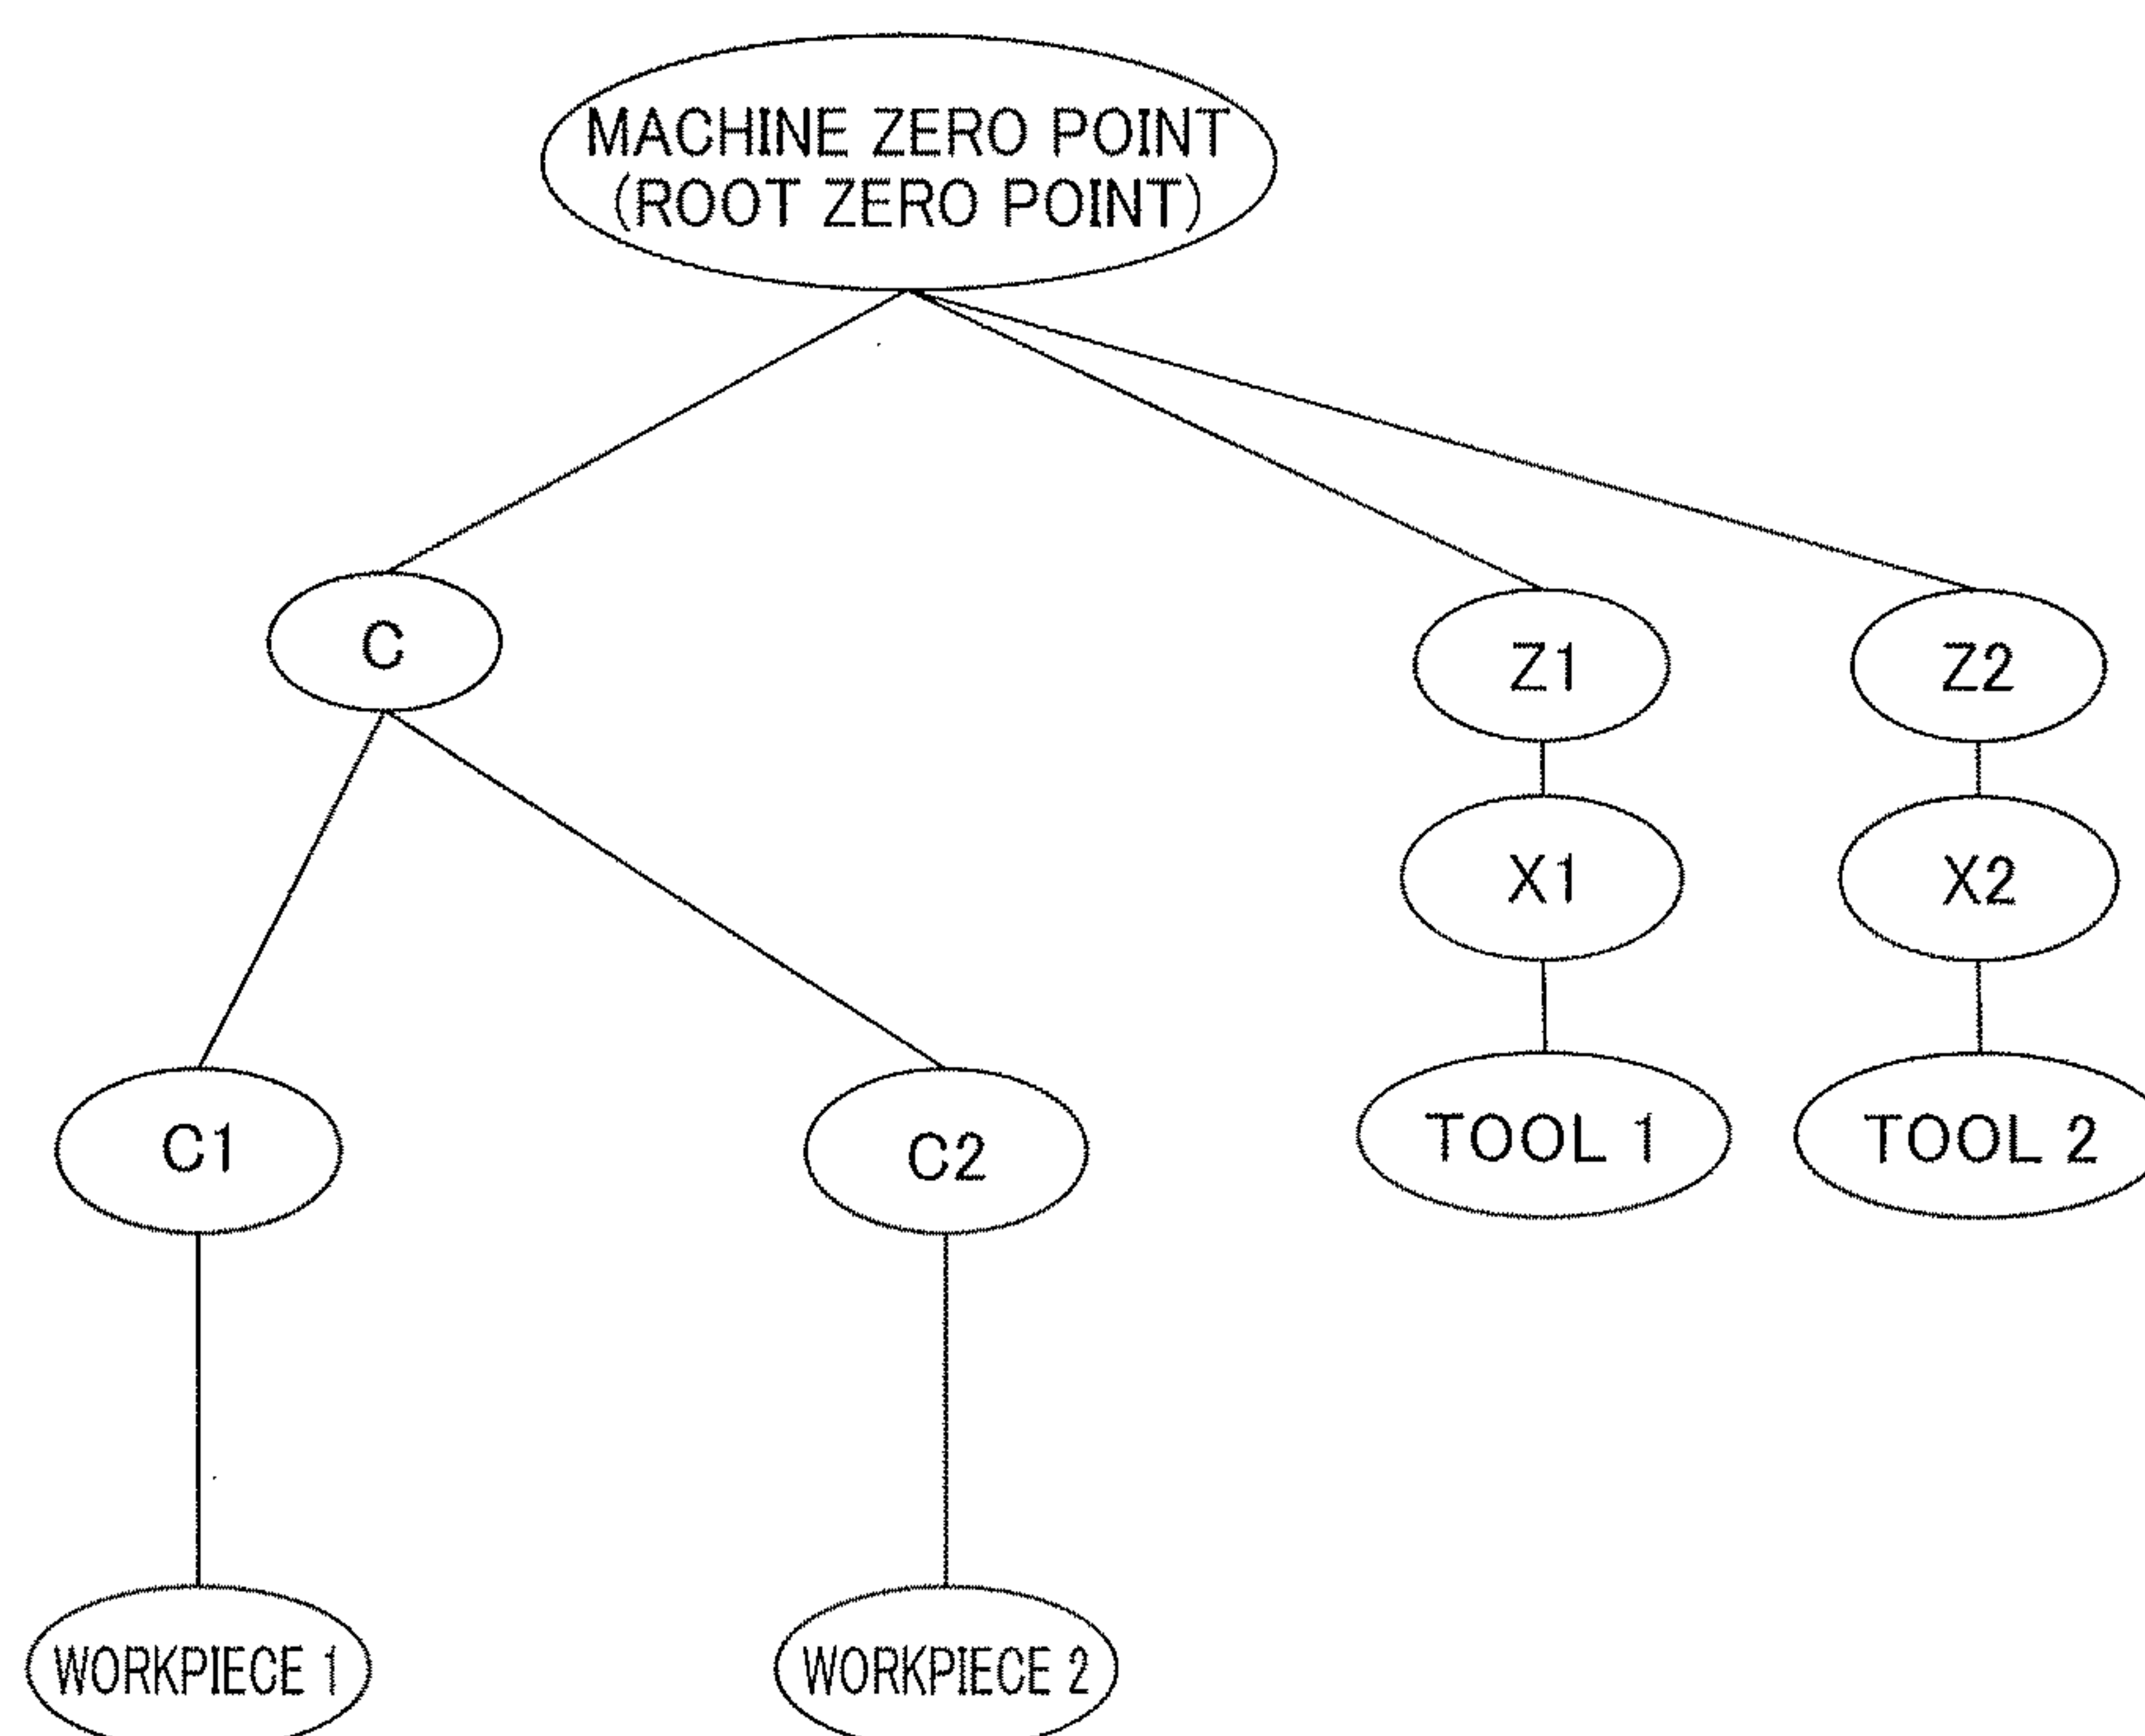 MACHINE ZERO POINT
(ROOT ZERO POINT)
C
Z1
Z2
X1
X2
C1
C2
TOOL 1
TOOL 2
WORKPIECE 1
WORKPIECE 2